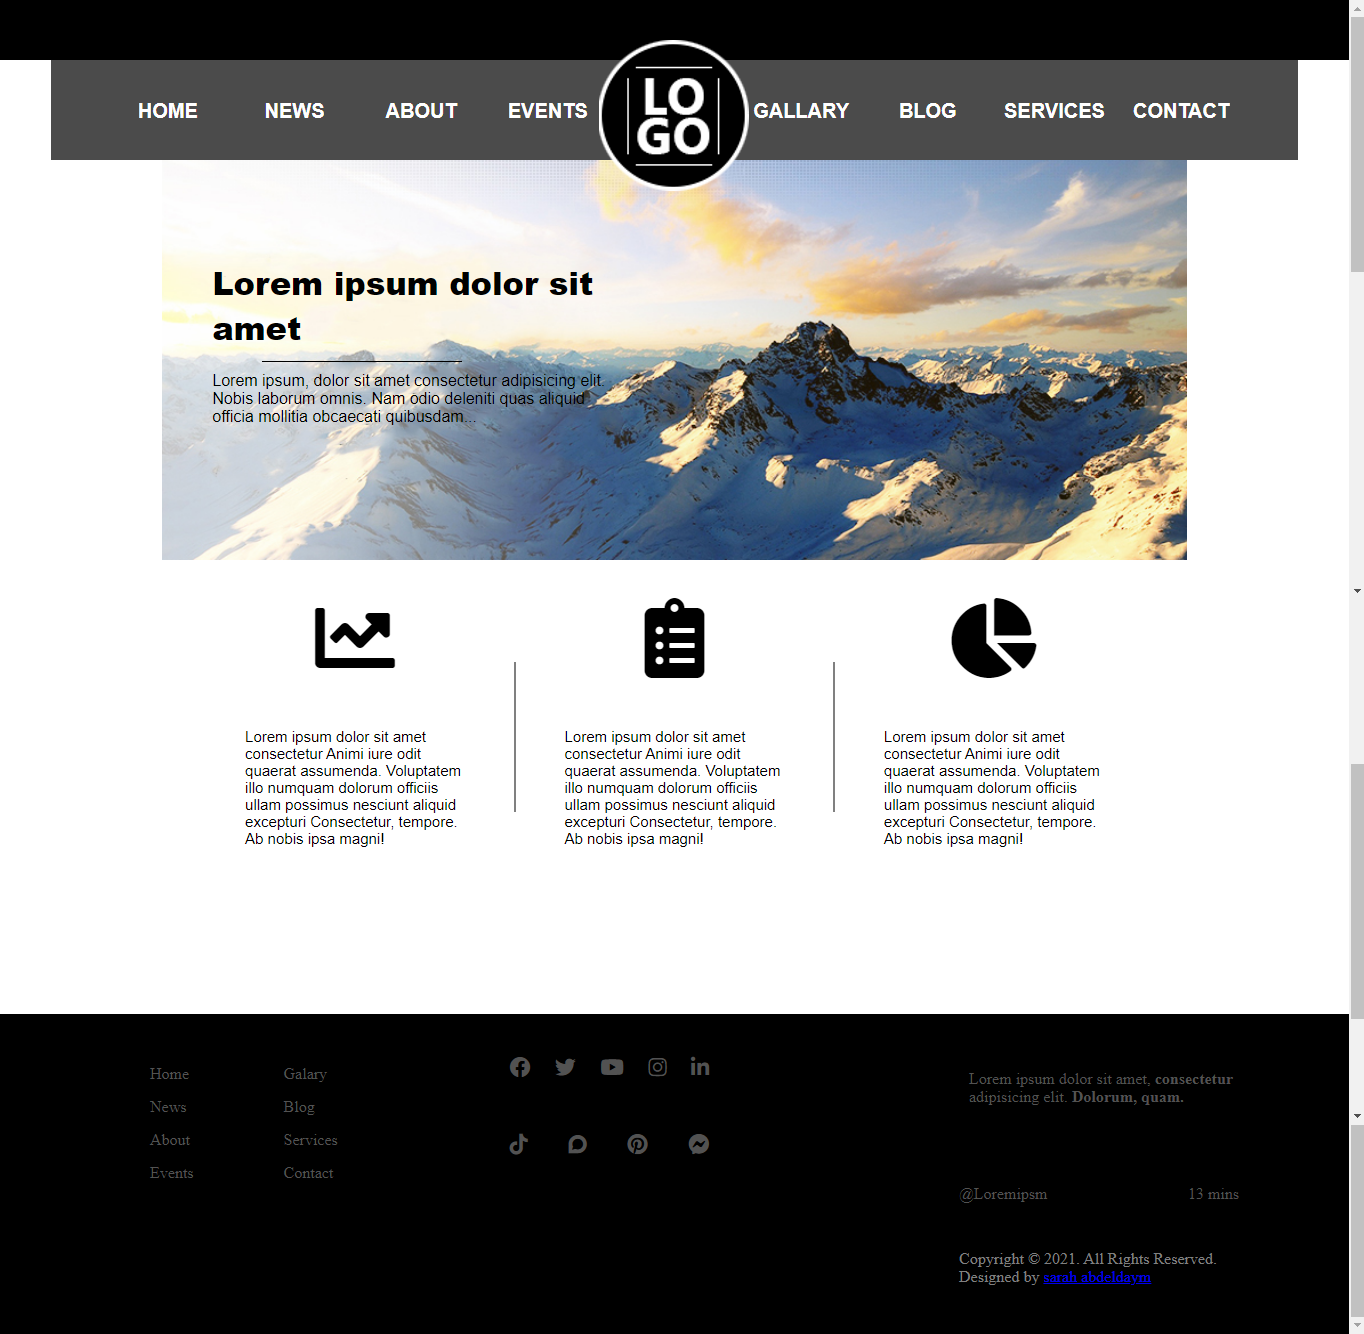 HOME NEWS ABOUT EVENTS LO GALLARY BLOG SERVICES CONTACT
GO
Lorem ipsum dolor sit
amet
Lorem ipsum, dolor sit amet consectetur adipisicing elit.
Nobis laborum omnis. Nam odio deleniti quas aliquid
officia mollitia obcaecati quibusdam...
Lorem ipsum dolor sit amet
consectetur Animi iure odit
quaerat assumenda. Voluptatem
illo numquam dolorum officiis
ullam possimus nesciunt aliquid
excepturi Consectetur, tempore.
Ab nobis ipsa magni!
Lorem ipsum dolor sit amet
consectetur Animi iure odit
quaerat assumenda. Voluptatem
illo numquam dolorum officiis
ullam possimus nesciunt aliquid
excepturi Consectetur, tempore.
Ab nobis ipsa magni!
Lorem ipsum dolor sit amet
consectetur Animi iure odit
quaerat assumenda. Voluptatem
illo numquam dolorum officiis
ullam possimus nesciunt aliquid
excepturi Consectetur, tempore.
Ab nobis ipsa magni!
Home
News
About
Events
Galary
Blog
Services
Contact
Lorem ipsum dolor sit amet, consectetur
adipisicing elit. Dolorum, quam.
@Loremipsm 13 mins
Copyright © 2021. All Rights Reserved.
Designed by sarah abdeldaym